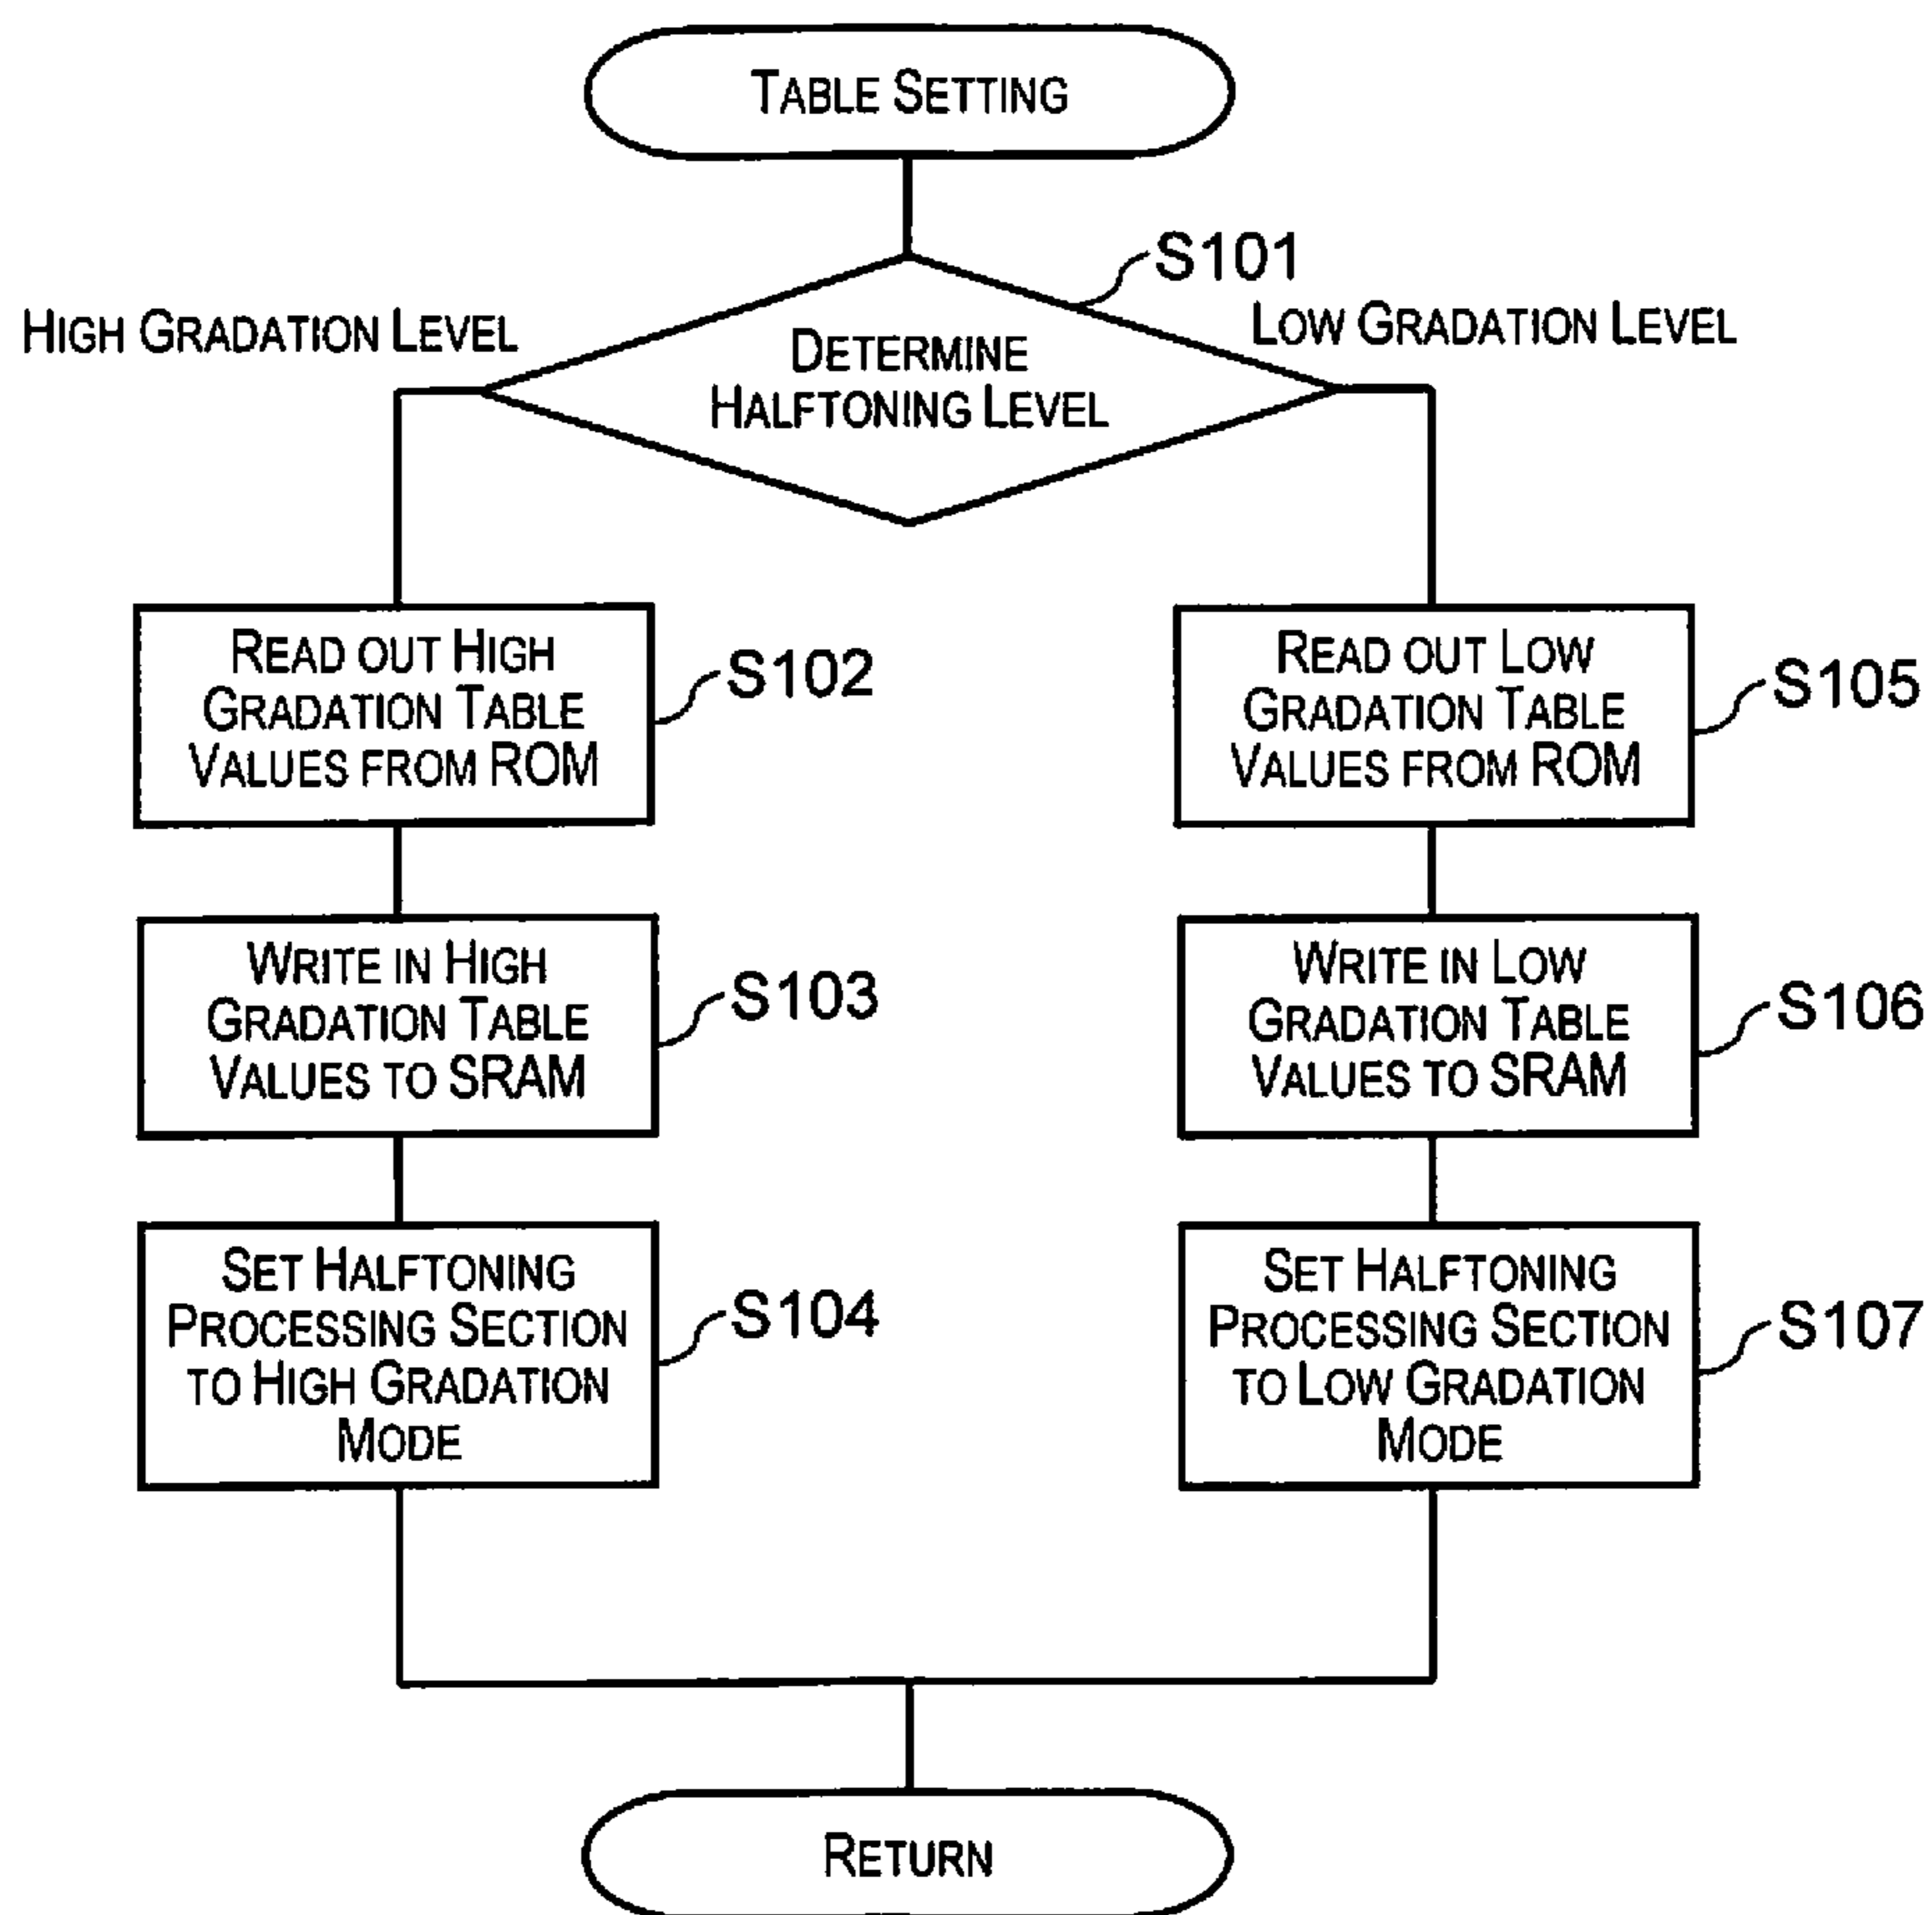 TABLE SETTING
S101
HIGH GRADATION LEVEL
LOW GRADATION LEVEL
DETERMINE
HALFTONING LEVEL
READ OUT HIGH
GRADATION TABLE
VALUES FROM ROM
S102
READ OUT LOW
GRADATION TABLE
VALUES FROM ROM
S105
WRITE IN HIGH
GRADATION TABLE
VALUES TO SRAM
S103
WRITE IN LOW
GRADATION TABLE
VALUES TO SRAM
S106
SET HALFTONING
PROCESSING SECTION
TO HIGH GRADATION
MODE
S104
SET HALFTONING
PROCESSING SECTION
TO LOW GRADATION
MODE
S107
RETURN